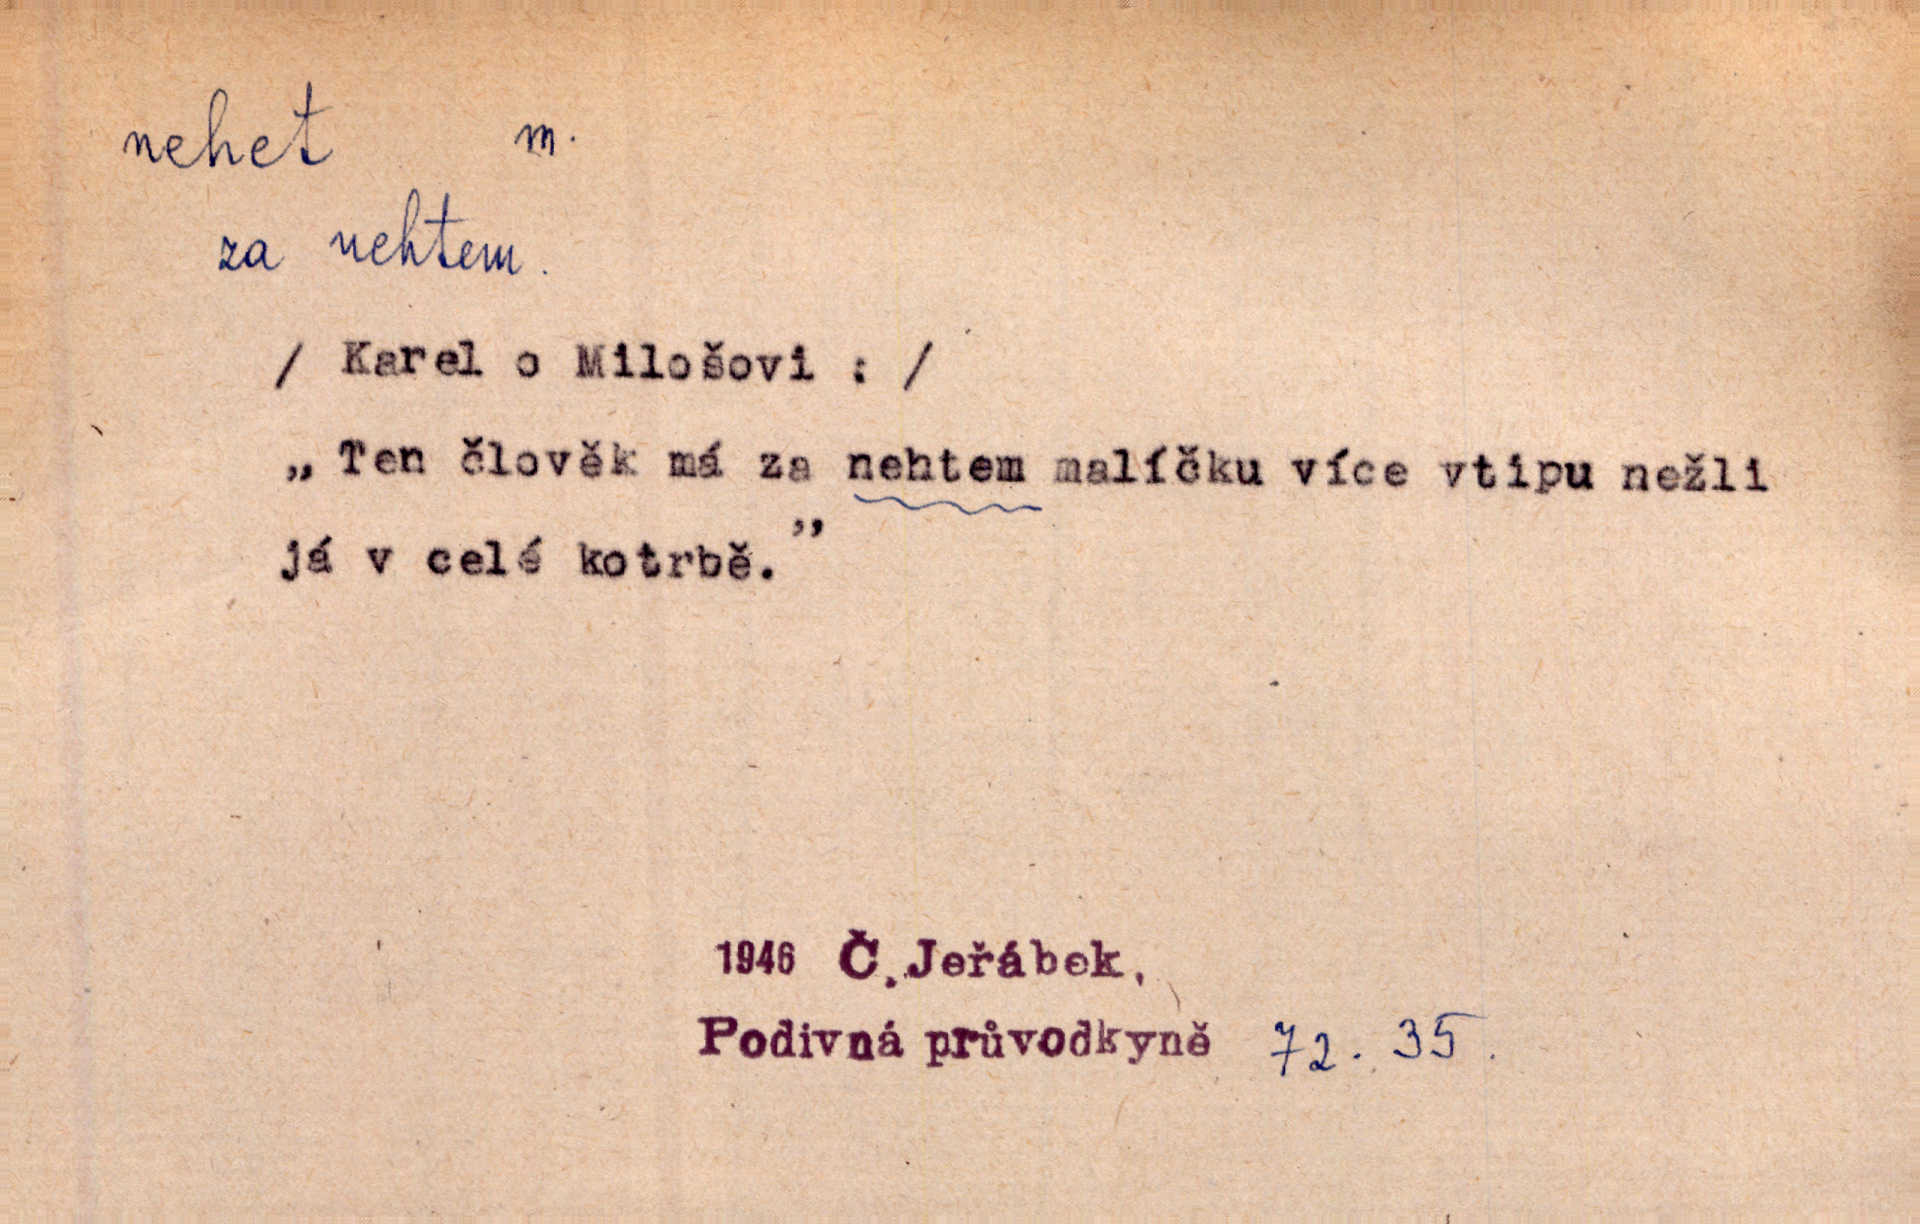 nehet m.
za nehtem.
/ Karel o Milošovi : /
„Ten člověk má za nehtem malíčku více vtipu nežli
já v celé kotrbě.”
1946 Č. Jeřábek,
Podivná průvodkyně 72. 35.